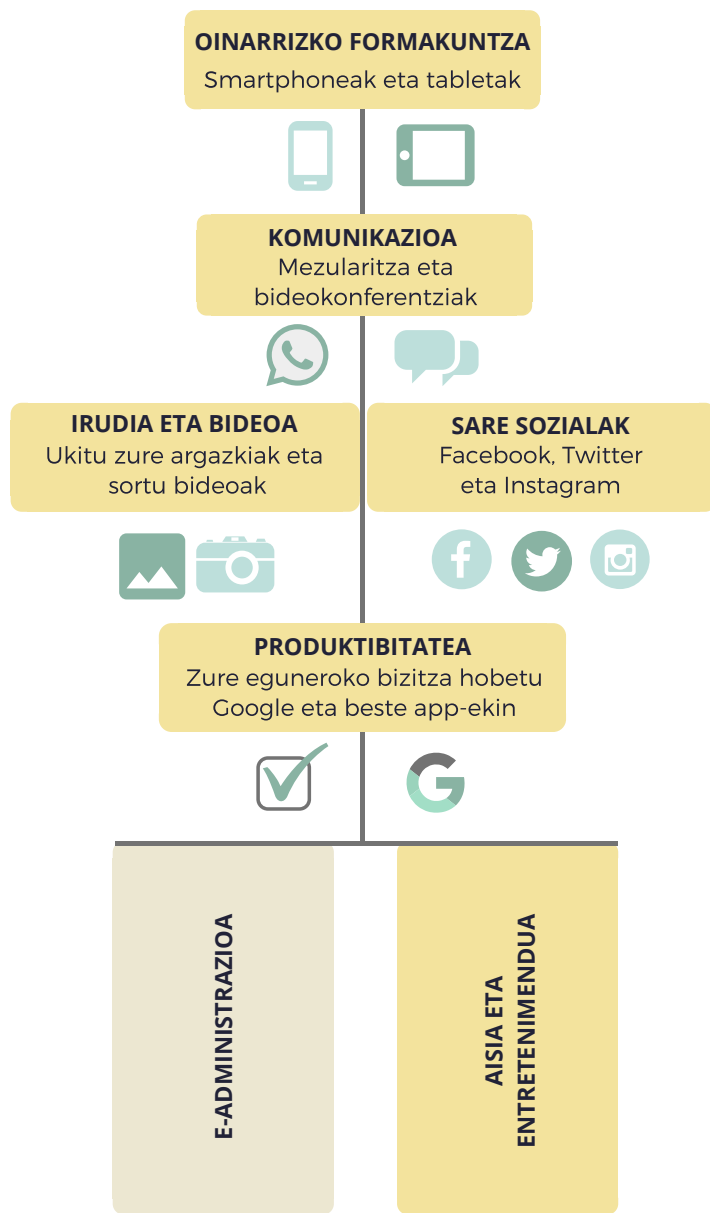 OINARRIZKO FORMAKUNTZA
Smartphoneak eta tabletak
KOMUNIKAZIOA
Mezularitza eta
bideokonferentziak
IRUDIA ETA BIDEOA
Ukitu zure argazkiak eta
sortu bideoak
SARE SOZIALAK
Facebook, Twitter
eta Instagram
PRODUKTIBITATEA
Zure eguneroko bizitza hobetu
Google eta beste app-ekin
E-ADMINISTRAZIOA
AISIA ETA
ENTRETENIMENDUA